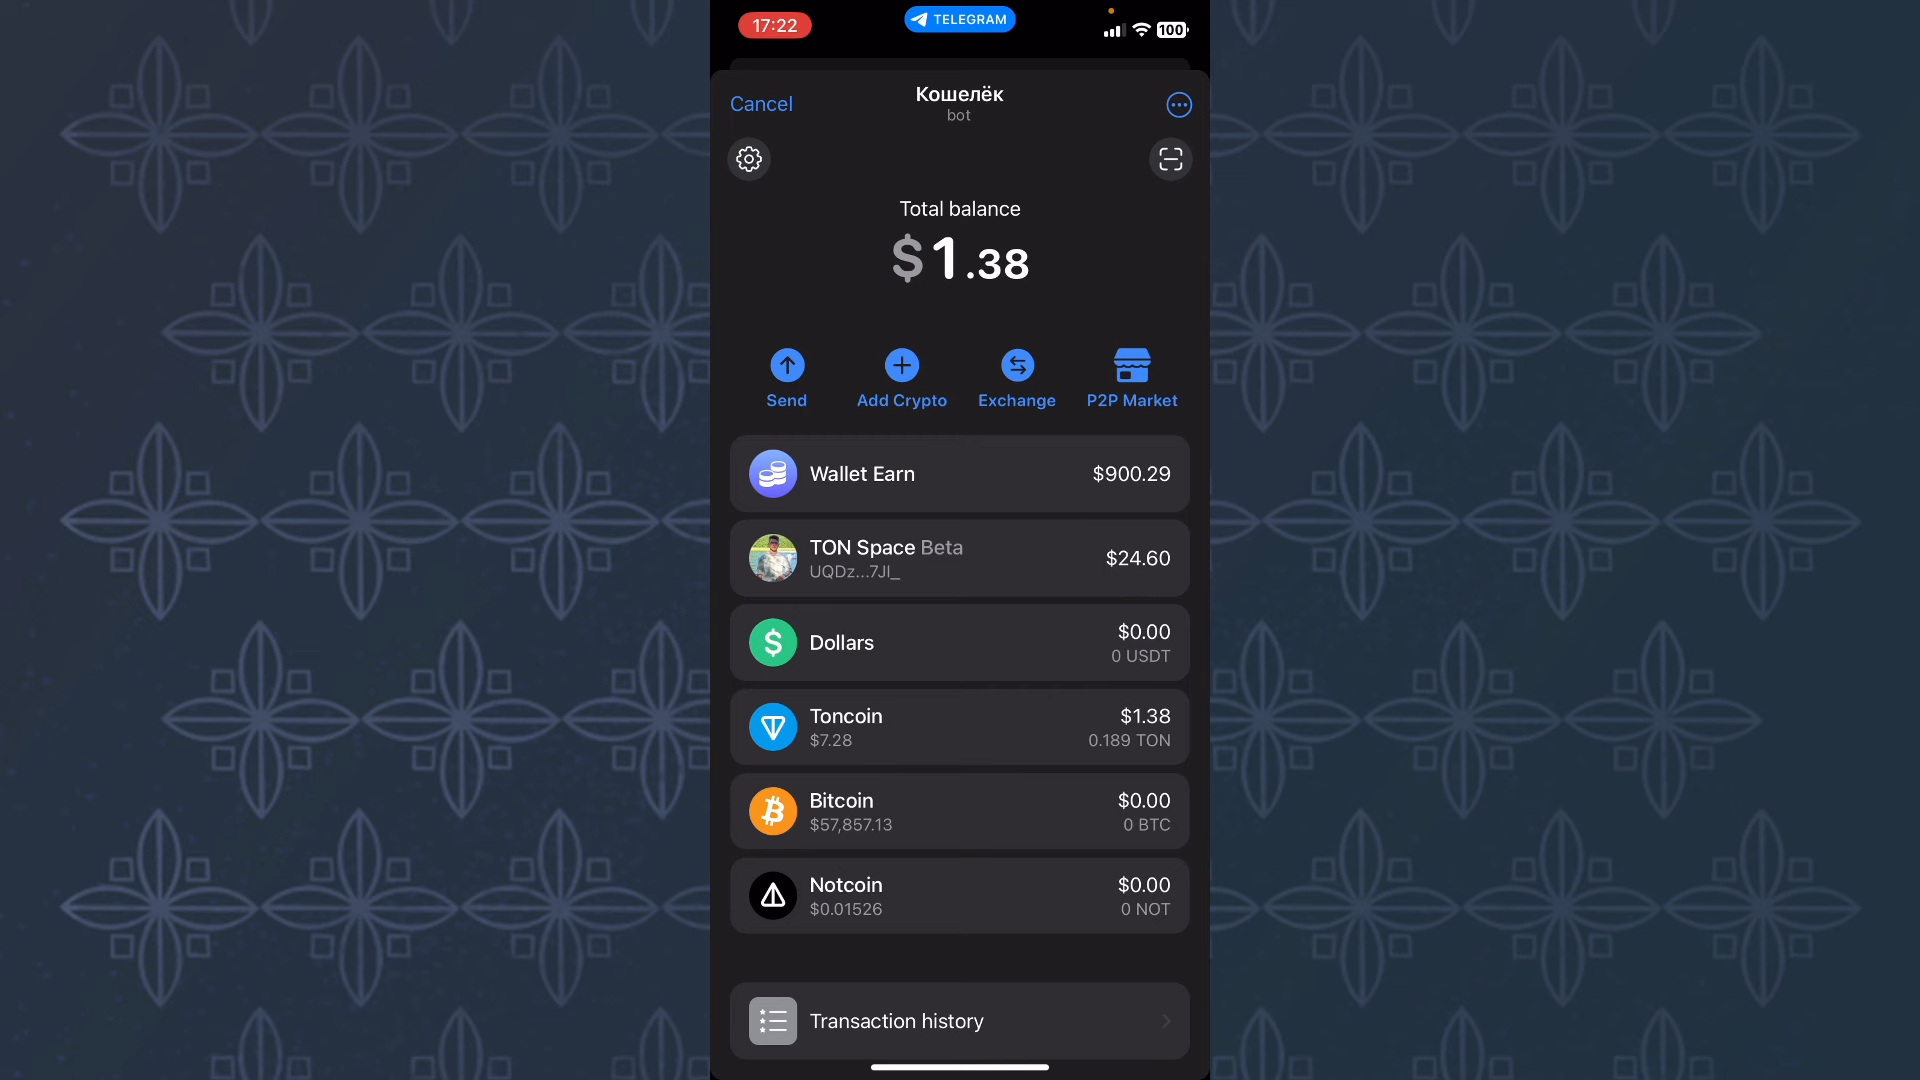 17:22
TELEGRAM
100
Cancel
Кошелёк
bot
Total balance
$1.38
Send
Add Crypto
Exchange
P2P Market
Wallet Earn
$900.29
TON Space Beta
UQDz...7JI_
$24.60
Dollars
$0.00
0 USDT
Toncoin
$7.28
$1.38
0.189 TON
Bitcoin
$57,857.13
$0.00
0 BTC
Notcoin
$0.01526
$0.00
0 NOT
Transaction history